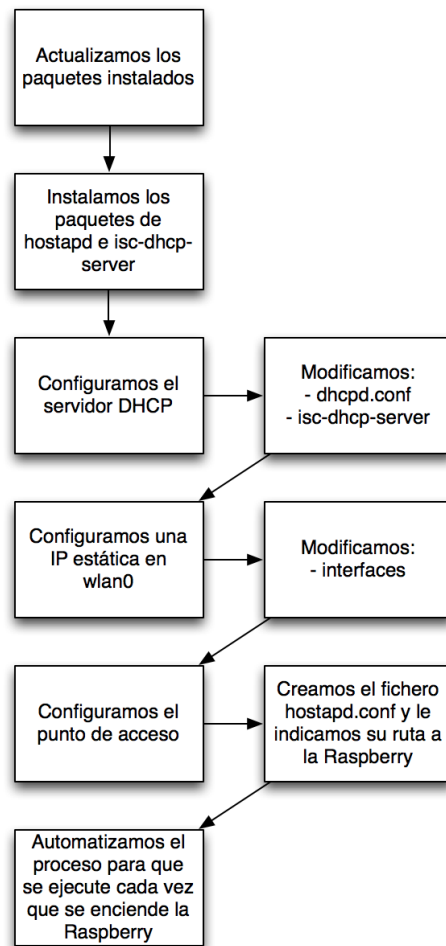 Actualizamos los
paquetes instalados
Instalamos los
paquetes de
hostapd e isc-dhcp-
server
Configuramos el
servidor DHCP
Modificamos:
- dhcpd.conf
- isc-dhcp-server
Configuramos una
IP estática en
wlan0
Modificamos:
- interfaces
Configuramos el
punto de acceso
Creamos el fichero
hostapd.conf y le
indicamos su ruta a
la Raspberry
Automatizamos el
proceso para que
se ejecute cada vez
que se enciende la
Raspberry